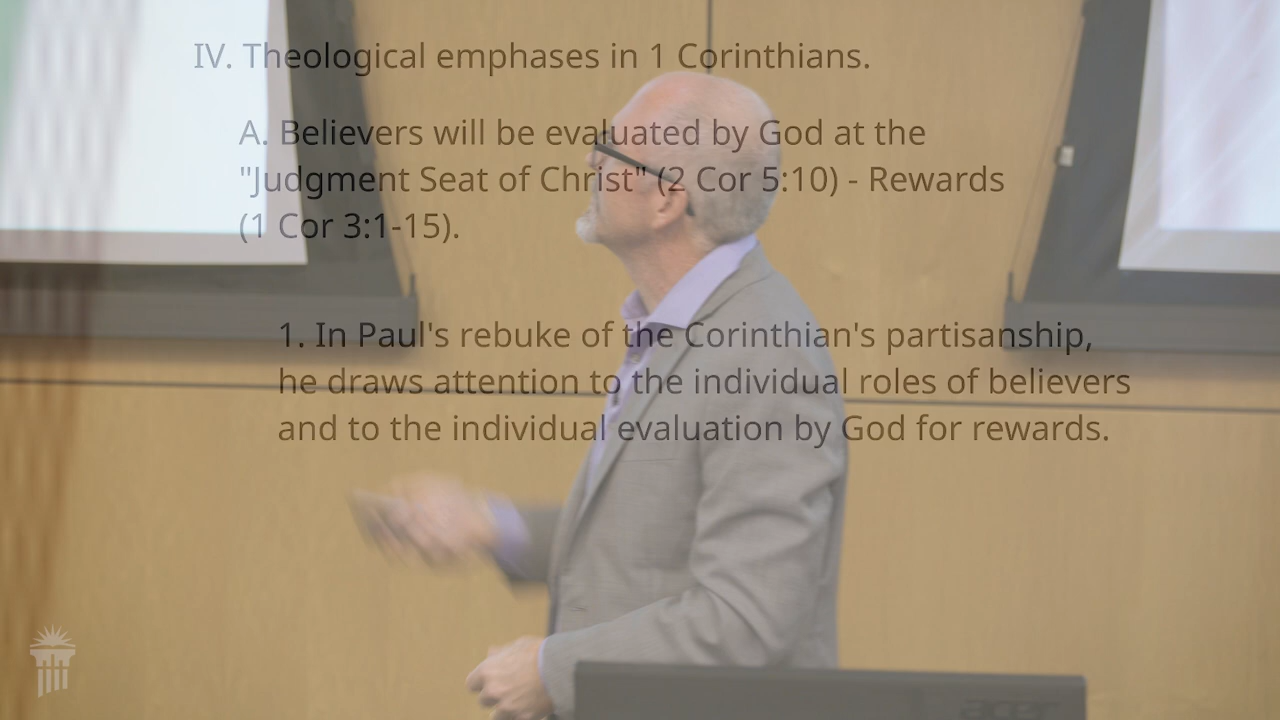 IV. Theological emphases in 1 Corinthians.
A. Believers will be evaluated by God at the
"Judgment Seat of Christ" (2 Cor 5:10) - Rewards
(1 Cor 3:1-15).
1. In Paul's rebuke of the Corinthian's partisanship,
he draws attention to the individual roles of believers
and to the individual evaluation by God for rewards.
acer